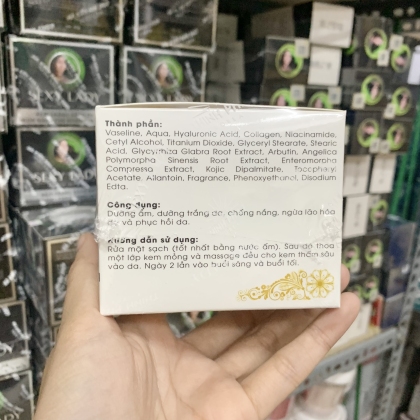 Thành phần:
Vaseline, Aqua, Hyaluronic Acid, Collagen, Niacinamide,
Cetyl Alcohol, Titanium Dioxide, Glyceryl Stearate, Stearic
Acid, Glycyrrhiza Glabra Root Extract, Arbutin, Angelica
Polymorpha Sinensis Root Extract, Enteromorpha
Compressa Extract, Kojic Dipalmitate, Tocopheryl
Acetate, Allantoin, Fragrance, Phenoxyethanol, Disodium
Edta.
Công dụng:
Dưỡng ẩm, dưỡng trắng da, chống nắng, ngừa lão hóa
da và phục hồi da.
Hướng dẫn sử dụng:
Rửa mặt sạch (tốt nhất bằng nước ấm). Sau đó thoa
một lớp kem mỏng và massage đều cho kem thấm sâu
vào da. Ngày 2 lần vào buổi sáng và buổi tối.
SEXY LADY
SEXY LADY